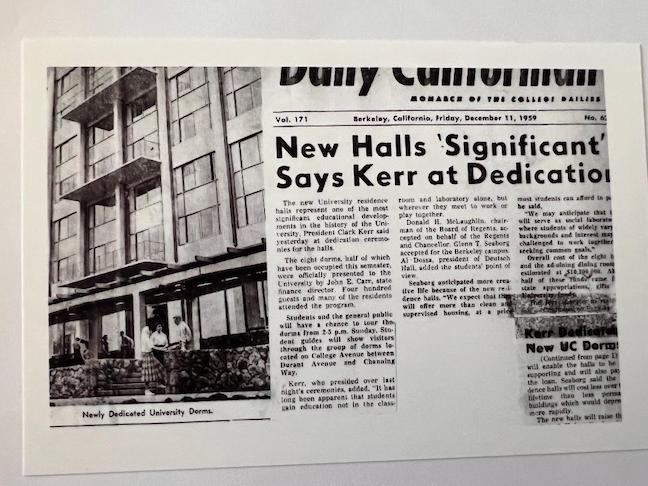 Daily Californian
MONARCH OF THE COLLEGE DAILIES
Vol. 171 Berkeley, California, Friday, December 11, 1959 No.
New Halls 'Significant'
Says Kerr at Dedication
The new University residence
halls represent one of the most
significant educational develop-
ments in the history of the Uni-
versity, President Clark Kerr said
yesterday at dedication ceremo-
nies for the halls.
The eight dorms, half of which
have been occupied this semester,
were officially presented to the
University by John E. Carr, state
finance director. Four hundred
guests and many of the residents
attended the program.
Students and the general public
will have a chance to tour the
dorms from 2-5 p.m. Sunday. Stu-
dent guides will show visitors
through the group of dorms lo-
cated on College Avenue between
Durant Avenue and Channing
Way.
Kerr, who presided over last
night's ceremonies, added, "It has
long been apparent that students
gain education not in the class-
room and laboratory alone, but
wherever they meet to work or
play together.
Donald H. McLaughlin, chair-
man of the Board of Regents, ac-
cepted on behalf of the Regents
and Chancellor Glenn T. Seaborg
accepted for the Berkeley campus.
Al Dossa, president of Deutsch
Hall, added the students' point of
view.
Seaborg anticipated more crea-
tive life because of the new resi-
dence halls. "We expect that they
will offer more than clean and
supervised housing, at a price
most students can afford to
he said.
"We may anticipate that
will serve as social
where students of widely
backgrounds and interest may
challenged to work together
seeking common goals."
Overall cost of the eight
and the adjoining dining
estimated at
half of these funds came
state appropriations, gifts
University funds.
Kerr
New UC Dorms
(Continued from page 1)
will enable the halls to be
supporting and will also
the loan. Seaborg said the
dence halls will cost less over
lifetime than less
buildings which would
more rapidly.
The new halls will raise
Newly Dedicated University Dorms.